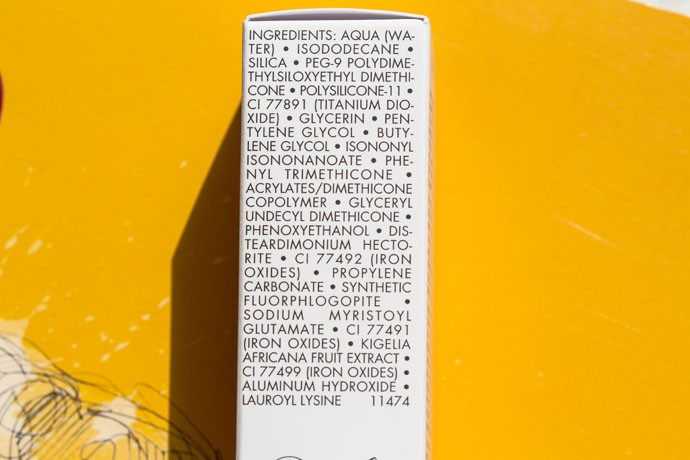 INGREDIENTS: AQUA (WA-
TER) • ISODODECANE •
SILICA • PEG-9 POLYDIME-
THYLSILOXYETHYL DIMETHI-
CONE • POLYSILICONE-11 •
CI 77891 (TITANIUM DIO-
XIDE) • GLYCERIN • PEN-
TYLENE GLYCOL • BUTY-
LENE GLYCOL • ISONONYL
ISONONANOATE • PHE-
NYL TRIMETHICONE •
ACRYLATES/DIMETHICONE
COPOLYMER • GLYCERYL
UNDECYL DIMETHICONE •
PHENOXYETHANOL • DIS-
TEARDIMONIUM HECTO-
RITE • CI 77492 (IRON
OXIDES) • PROPYLENE
CARBONATE • SYNTHETIC
FLUORPHLOGOPITE •
SODIUM MYRISTOYL
GLUTAMATE • CI 77491
(IRON OXIDES) • KIGELIA
AFRICANA FRUIT EXTRACT •
CI 77499 (IRON OXIDES) •
ALUMINUM HYDROXIDE •
LAUROYL LYSINE 11474